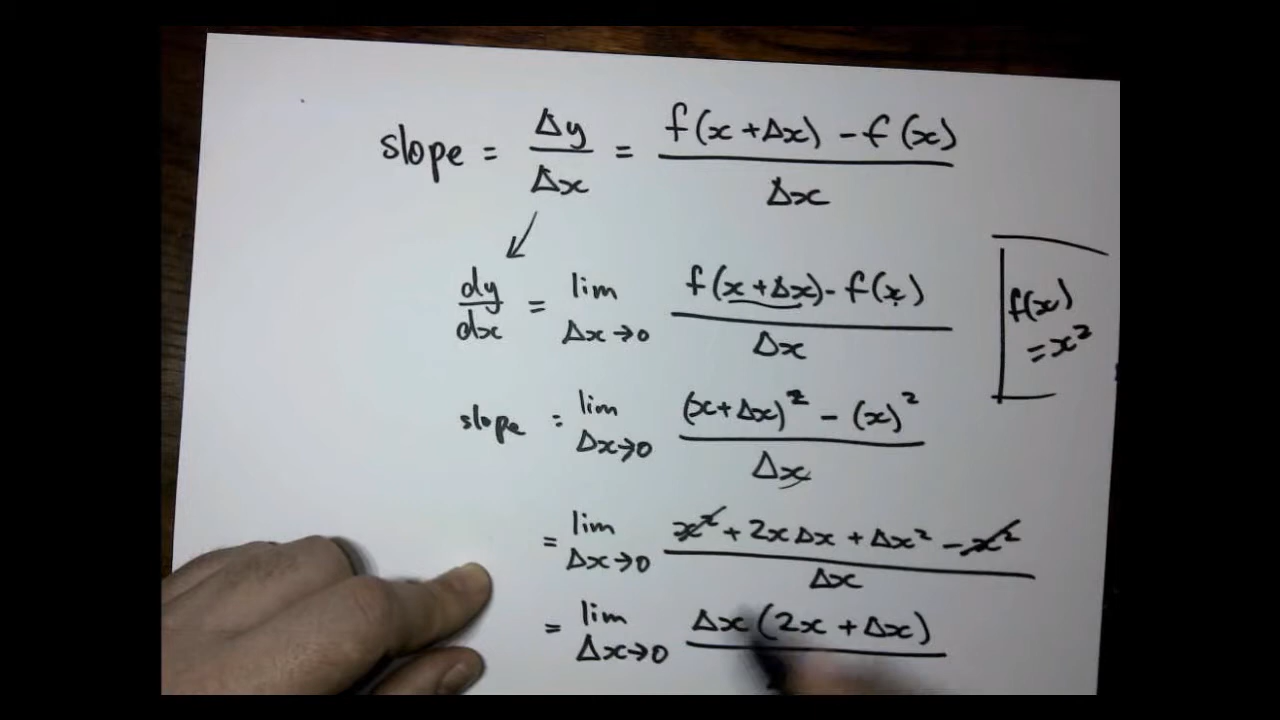 slope = Δy/Δx = f(x+Δx) - f(x)/Δx
dy/dx = lim Δx→0 f(x+Δx) - f(x)/Δx
f(x)
= x²
slope = lim Δx→0 (x+Δx)² - (x)²/Δx
= lim Δx→0 x² + 2xΔx + Δx² - x²/Δx
= lim Δx→0 Δx(2x + Δx)